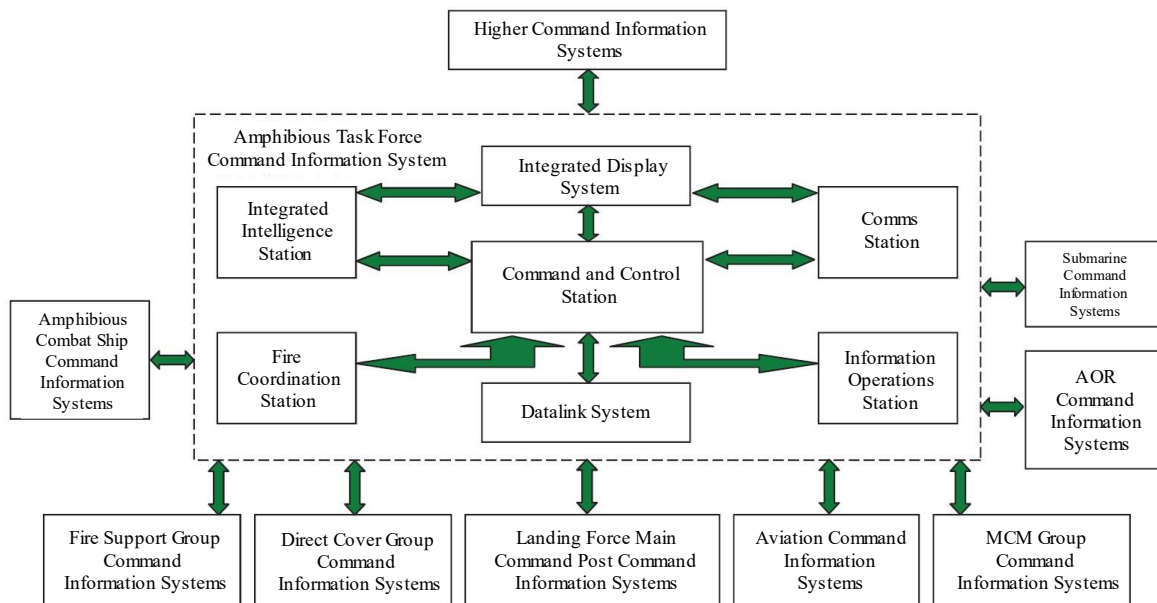 Higher Command Information
Systems
Amphibious Task Force
Command Information System
Integrated Display
System
Integrated
Intelligence
Station
Comms
Station
Command and Control
Station
Submarine
Command
Information
Systems
Amphibious
Combat Ship
Command
Information
Systems
Fire
Coordination
Station
Information
Operations
Station
AOR
Command
Information
Systems
Datalink System
Fire Support Group
Command
Information Systems
Direct Cover Group
Command
Information Systems
Landing Force Main
Command Post Command
Information Systems
Aviation Command
Information
Systems
MCM Group
Command
Information Systems